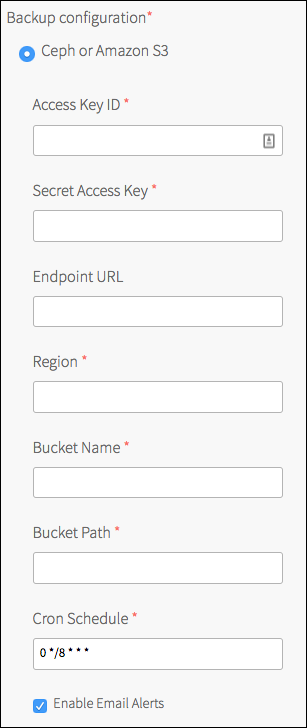 Backup configuration*
Ceph or Amazon S3
Access Key ID *
Secret Access Key *
Endpoint URL
Region *
Bucket Name *
Bucket Path *
Cron Schedule *
0 */8 * * *
Enable Email Alerts